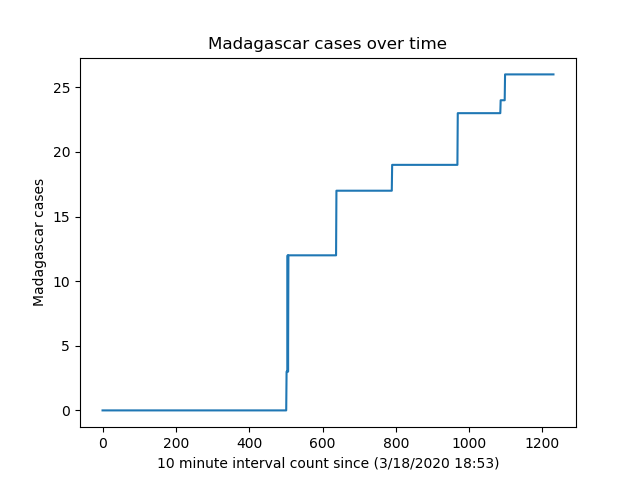 Madagascar cases over time
25
20
15
10
5
0
Madagascar cases
0 200 400 600 800 1000 1200
10 minute interval count since (3/18/2020 18:53)